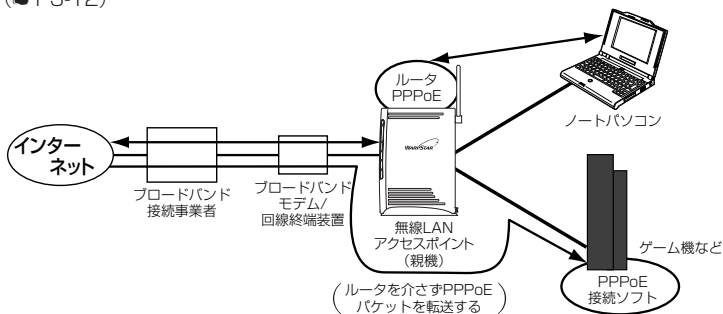 ルータ
PPPoE
ノートパソコン
インター
ネット
WARPSTAR
ブロードバンド
接続事業者
ブロードバンド
モデム/
回線終端装置
無線LAN
アクセスポイント
(親機)
ゲーム機など
PPPoE
接続ソフト
(ルータを介さずPPPoE
パケットを転送する)